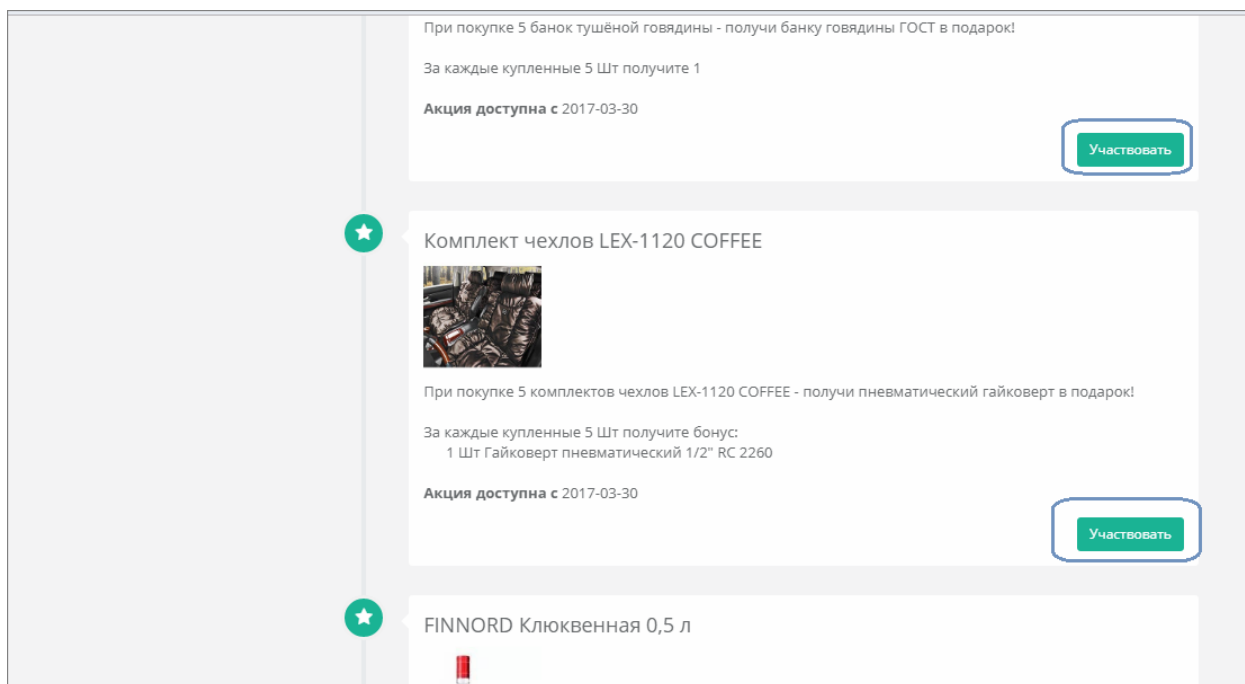 При покупке 5 банок тушёной говядины - получи банку говядины ГОСТ в подарок!
За каждые купленные 5 Шт получите 1
Акция доступна с 2017-03-30
Участвовать
Комплект чехлов LEX-1120 COFFEE
При покупке 5 комплектов чехлов LEX-1120 COFFEE - получи пневматический гайковерт в подарок!
За каждые купленные 5 Шт получите бонус:
1 Шт Гайковерт пневматический 1/2" RC 2260
Акция доступна с 2017-03-30
Участвовать
FINNORD Клюквенная 0,5 л